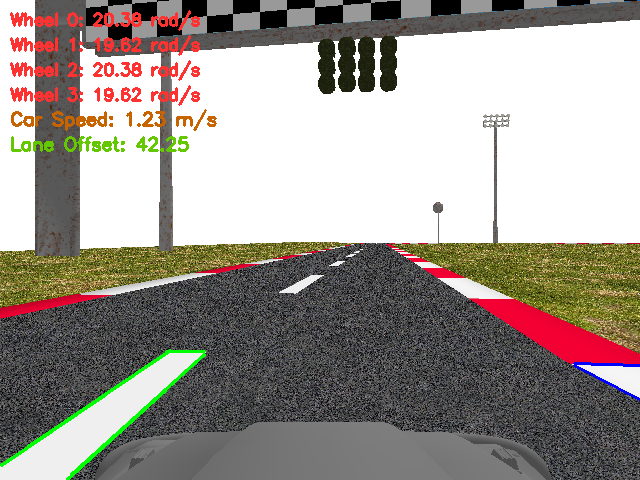 Wheel 0: 20.38 rad/s
Wheel 1: 19.62 rad/s
Wheel 2: 20.38 rad/s
Wheel 3: 19.62 rad/s
Car Speed: 1.23 m/s
Lane Offset: 42.25